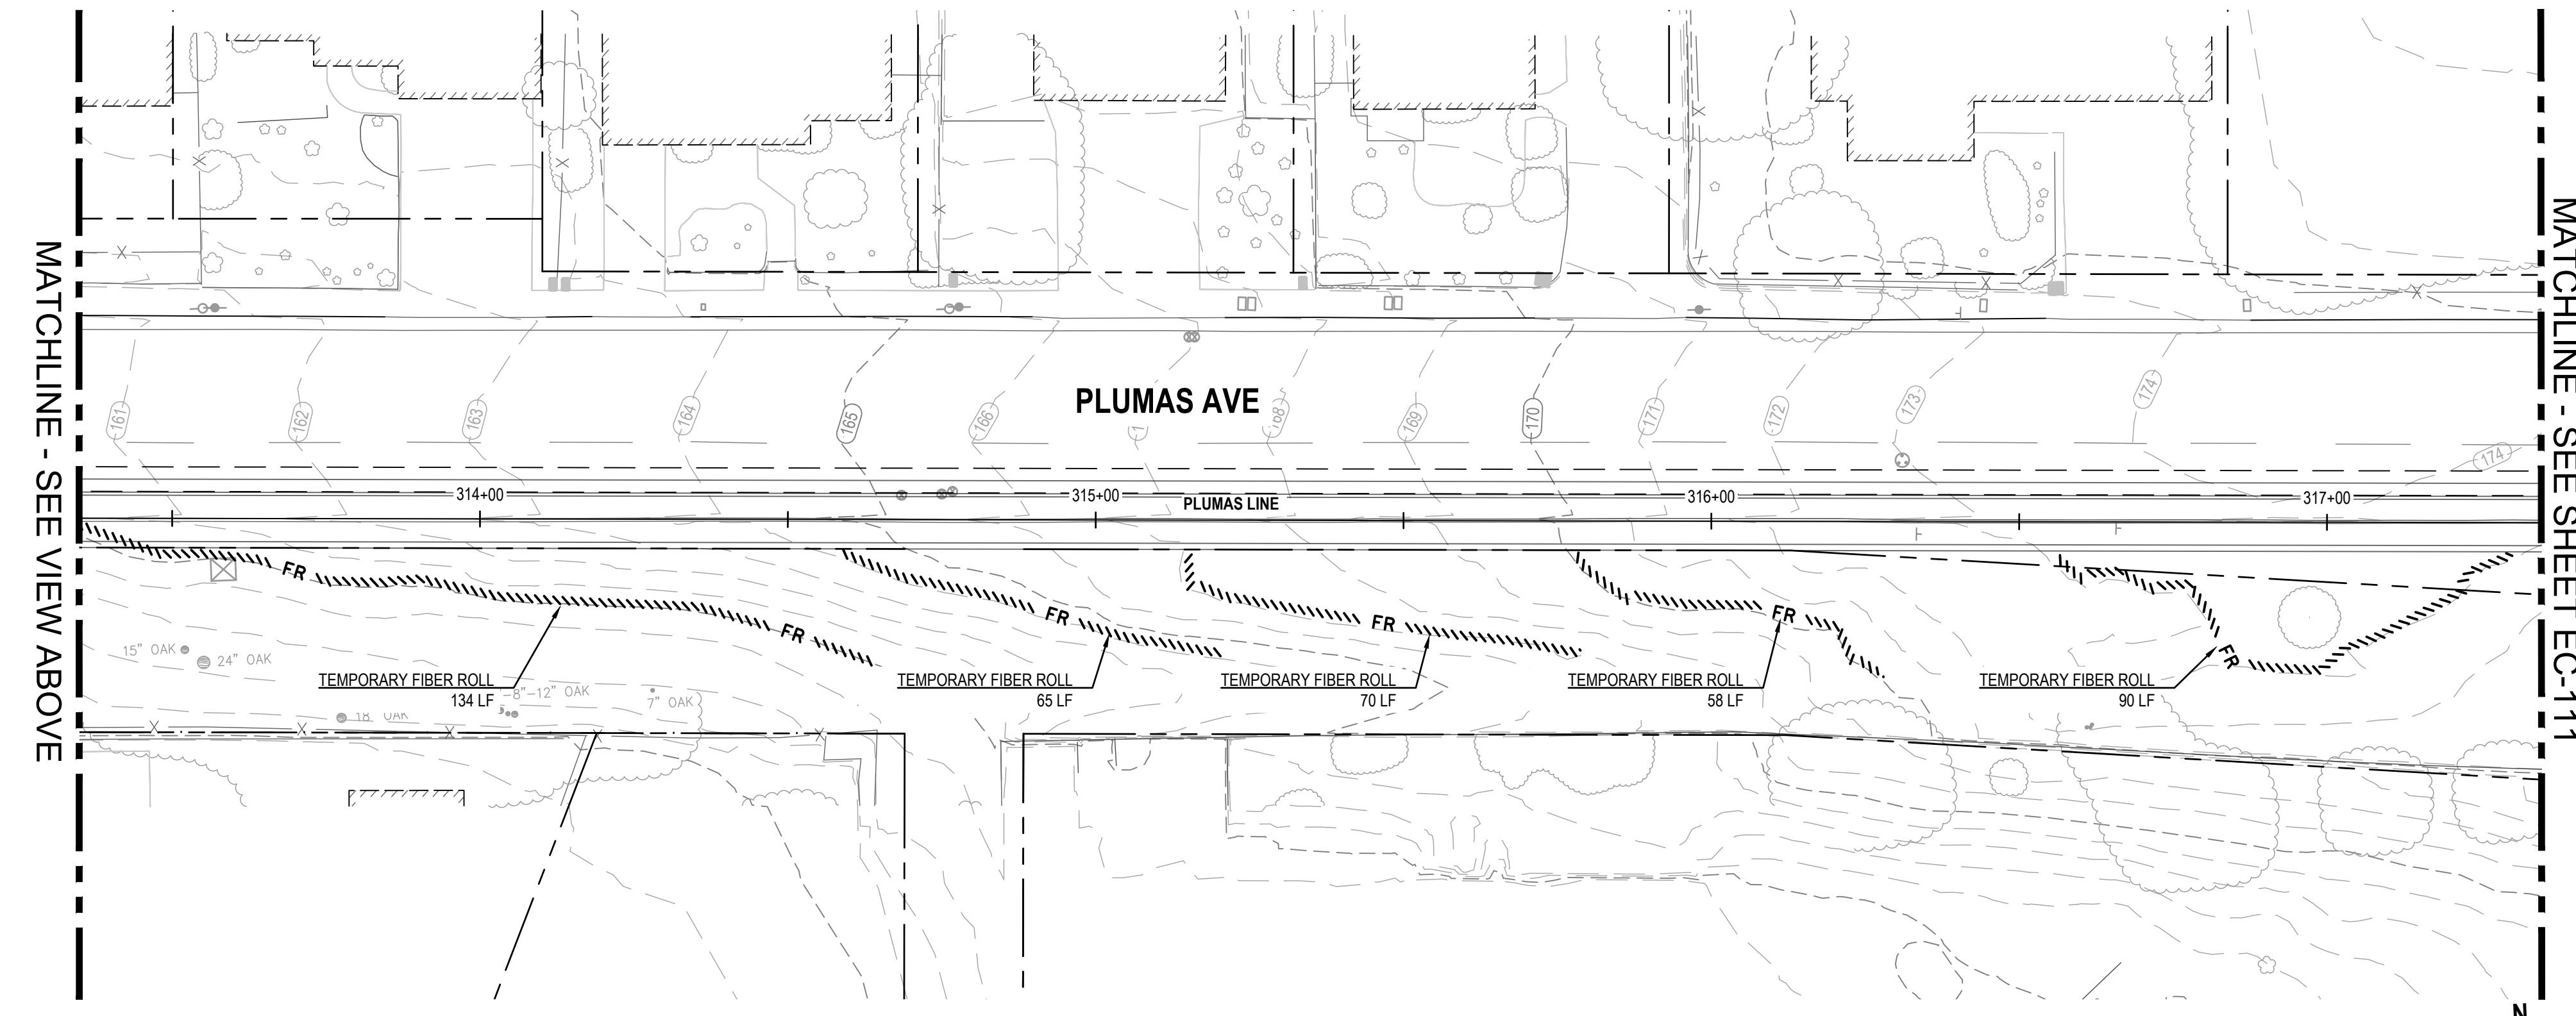 MATCHLINE - SEE VIEW ABOVE
MATCHLINE - SEE SHEET EC-111
PLUMAS AVE
161
162
163
164
165
166
168
169
170
171
172
173
174
174
314+00
315+00
316+00
317+00
PLUMAS LINE
FR
FR
FR
FR
FR
FR
15" OAK
24" OAK
8"-12" OAK
7" OAK
18" OAK
TEMPORARY FIBER ROLL
134 LF
TEMPORARY FIBER ROLL
65 LF
TEMPORARY FIBER ROLL
70 LF
TEMPORARY FIBER ROLL
58 LF
TEMPORARY FIBER ROLL
90 LF
N